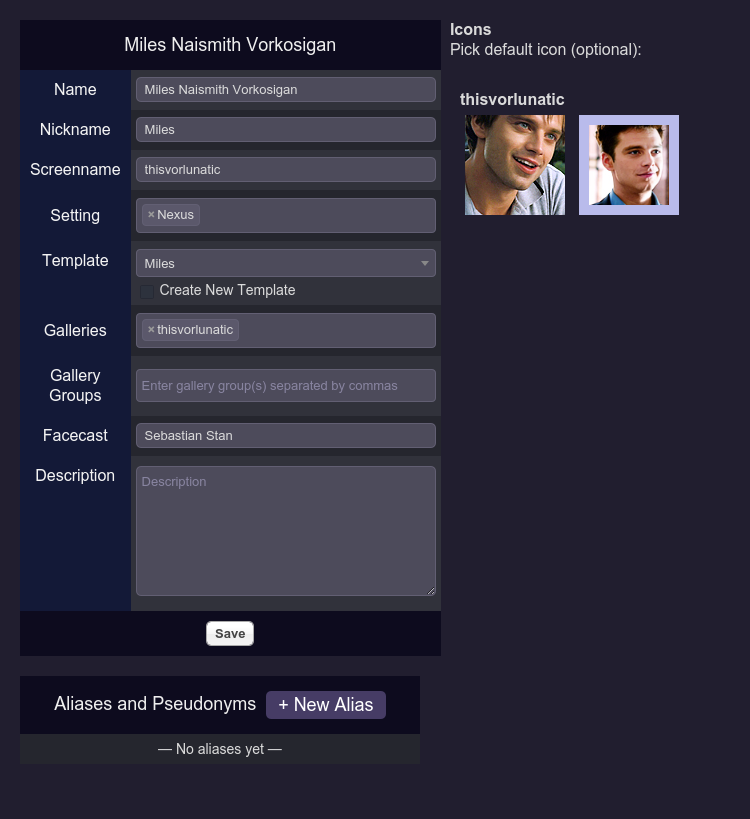 Miles Naismith Vorkosigan
Name
Miles Naismith Vorkosigan
Nickname
Miles
Screenname
thisvorlunatic
Setting
× Nexus
Template
Miles
Create New Template
Galleries
× thisvorlunatic
Gallery
Groups
Enter gallery group(s) separated by commas
Facecast
Sebastian Stan
Description
Description
Save
Aliases and Pseudonyms
+ New Alias
— No aliases yet —
Icons
Pick default icon (optional):
thisvorlunatic